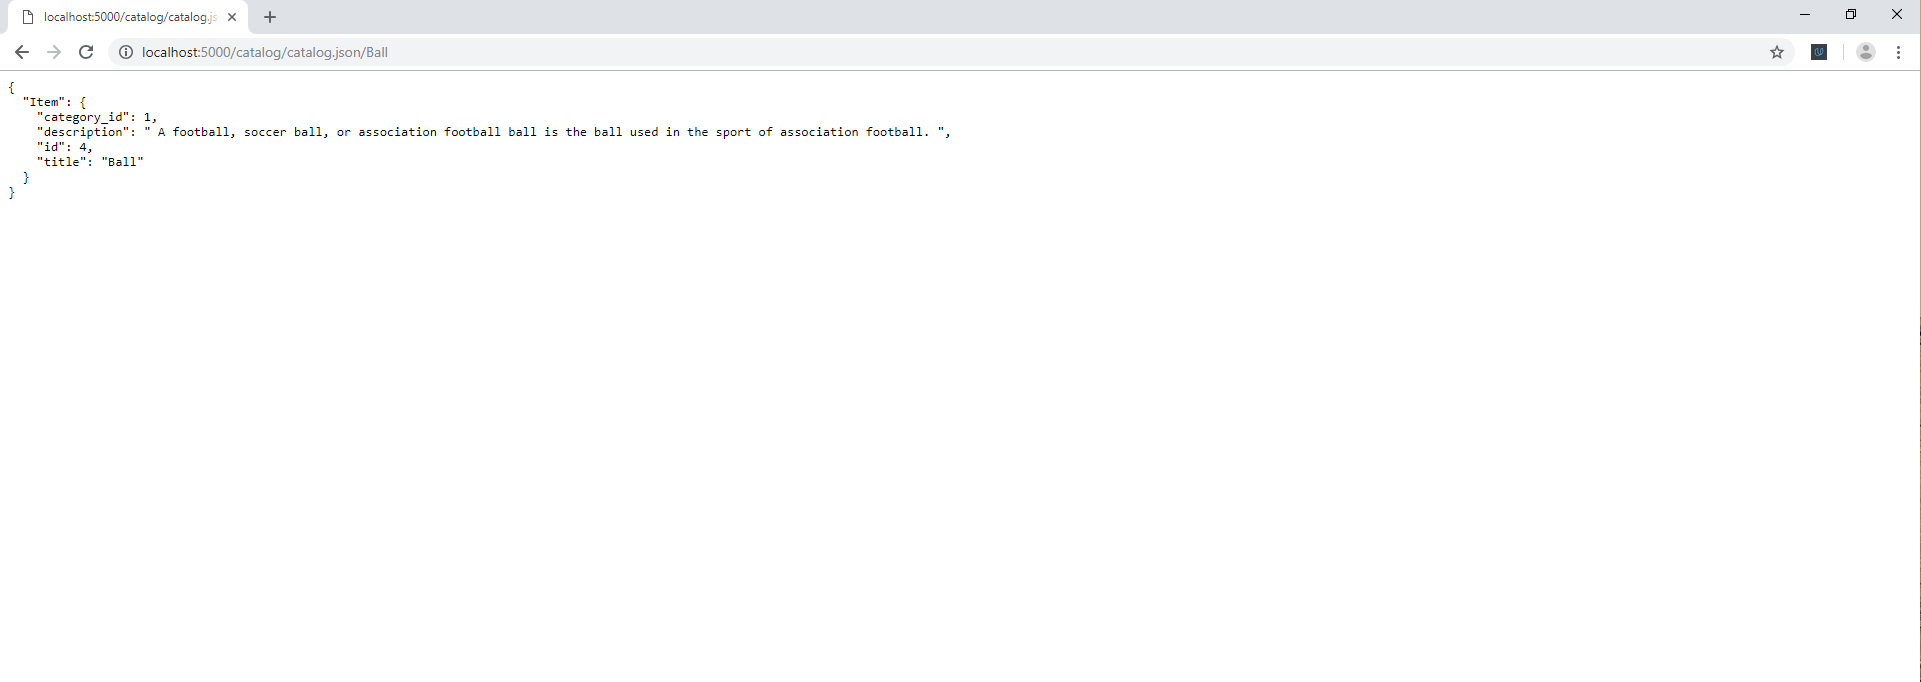 localhost:5000/catalog/catalog.js
localhost:5000/catalog/catalog.json/Ball
{
  "Item": {
    "category_id": 1,
    "description": " A football, soccer ball, or association football ball is the ball used in the sport of association football. ",
    "id": 4,
    "title": "Ball"
  }
}